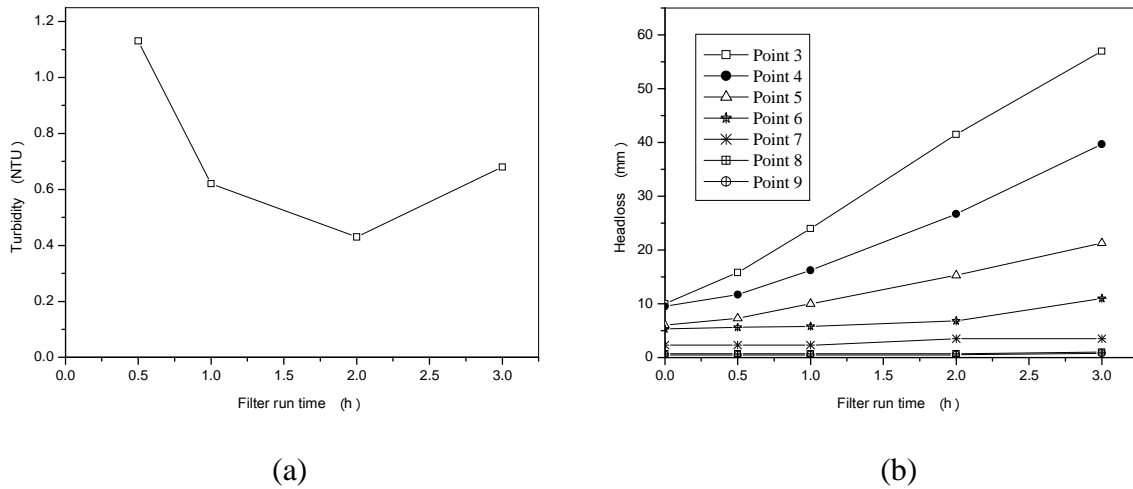 1.2
1.0
0.8
0.6
0.4
0.2
0.0
0.0 0.5 1.0 1.5 2.0 2.5 3.0
Turbidity (NTU)
Filter run time (h)
(a)
60
50
40
30
20
10
0
0.0 0.5 1.0 1.5 2.0 2.5 3.0
Headloss (mm)
Filter run time (h)
Point 3
Point 4
Point 5
Point 6
Point 7
Point 8
Point 9
(b)